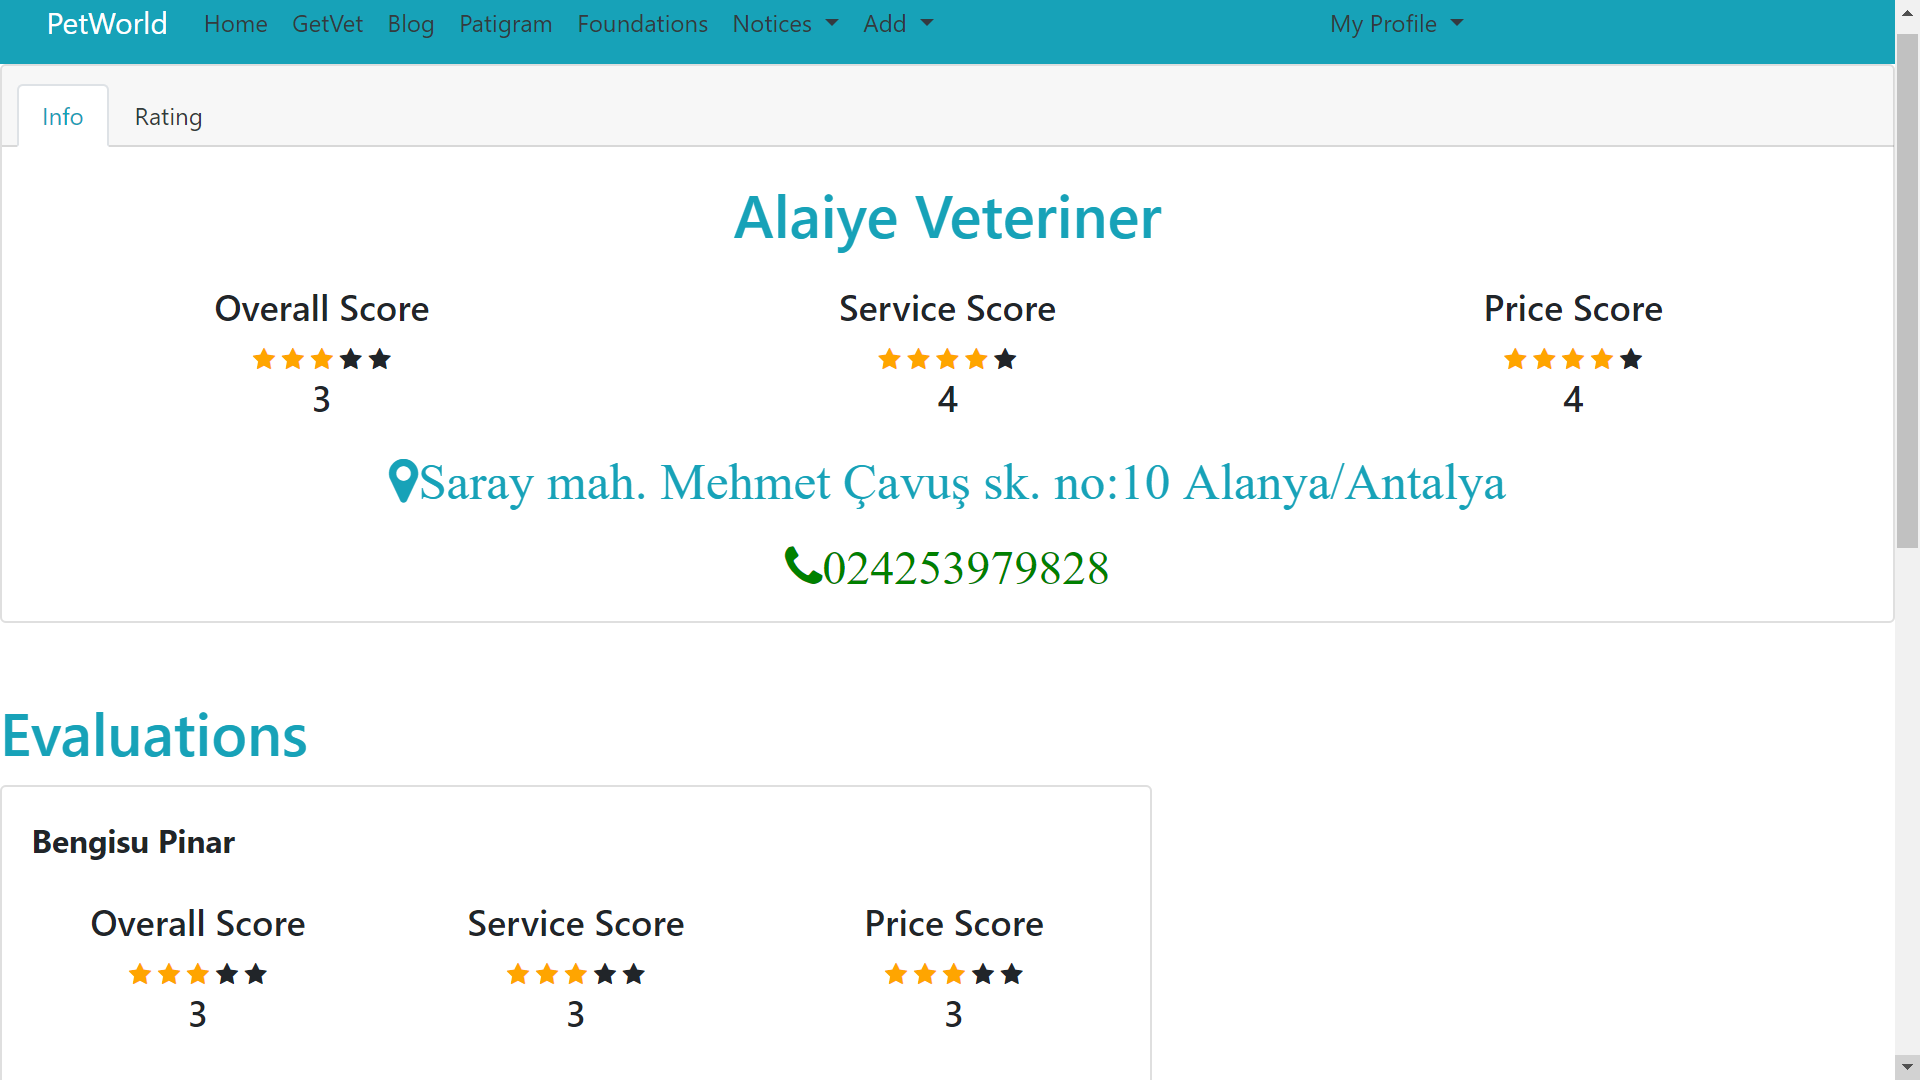 PetWorld Home GetVet Blog Patigram Foundations Notices Add My Profile
Info Rating
Alaiye Veteriner
Overall Score Service Score Price Score
3 4 4
Saray mah. Mehmet Çavuş sk. no:10 Alanya/Antalya
024253979828
Evaluations
Bengisu Pinar
Overall Score Service Score Price Score
3 3 3